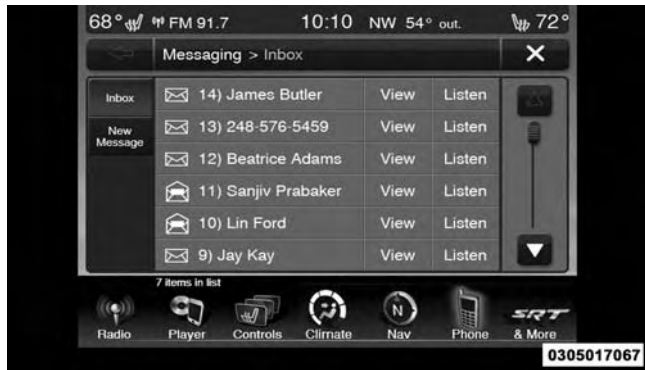 68° FM 91.7 10:10 NW 54° out. 72°
Messaging > Inbox X
Inbox
New
Message
14) James Butler View Listen
13) 248-576-5459 View Listen
12) Beatrice Adams View Listen
11) Sanjiv Prabaker View Listen
10) Lin Ford View Listen
9) Jay Kay View Listen
7 items in list
N
SRT
Radio Player Controls Climate Nav Phone & More
0305017067